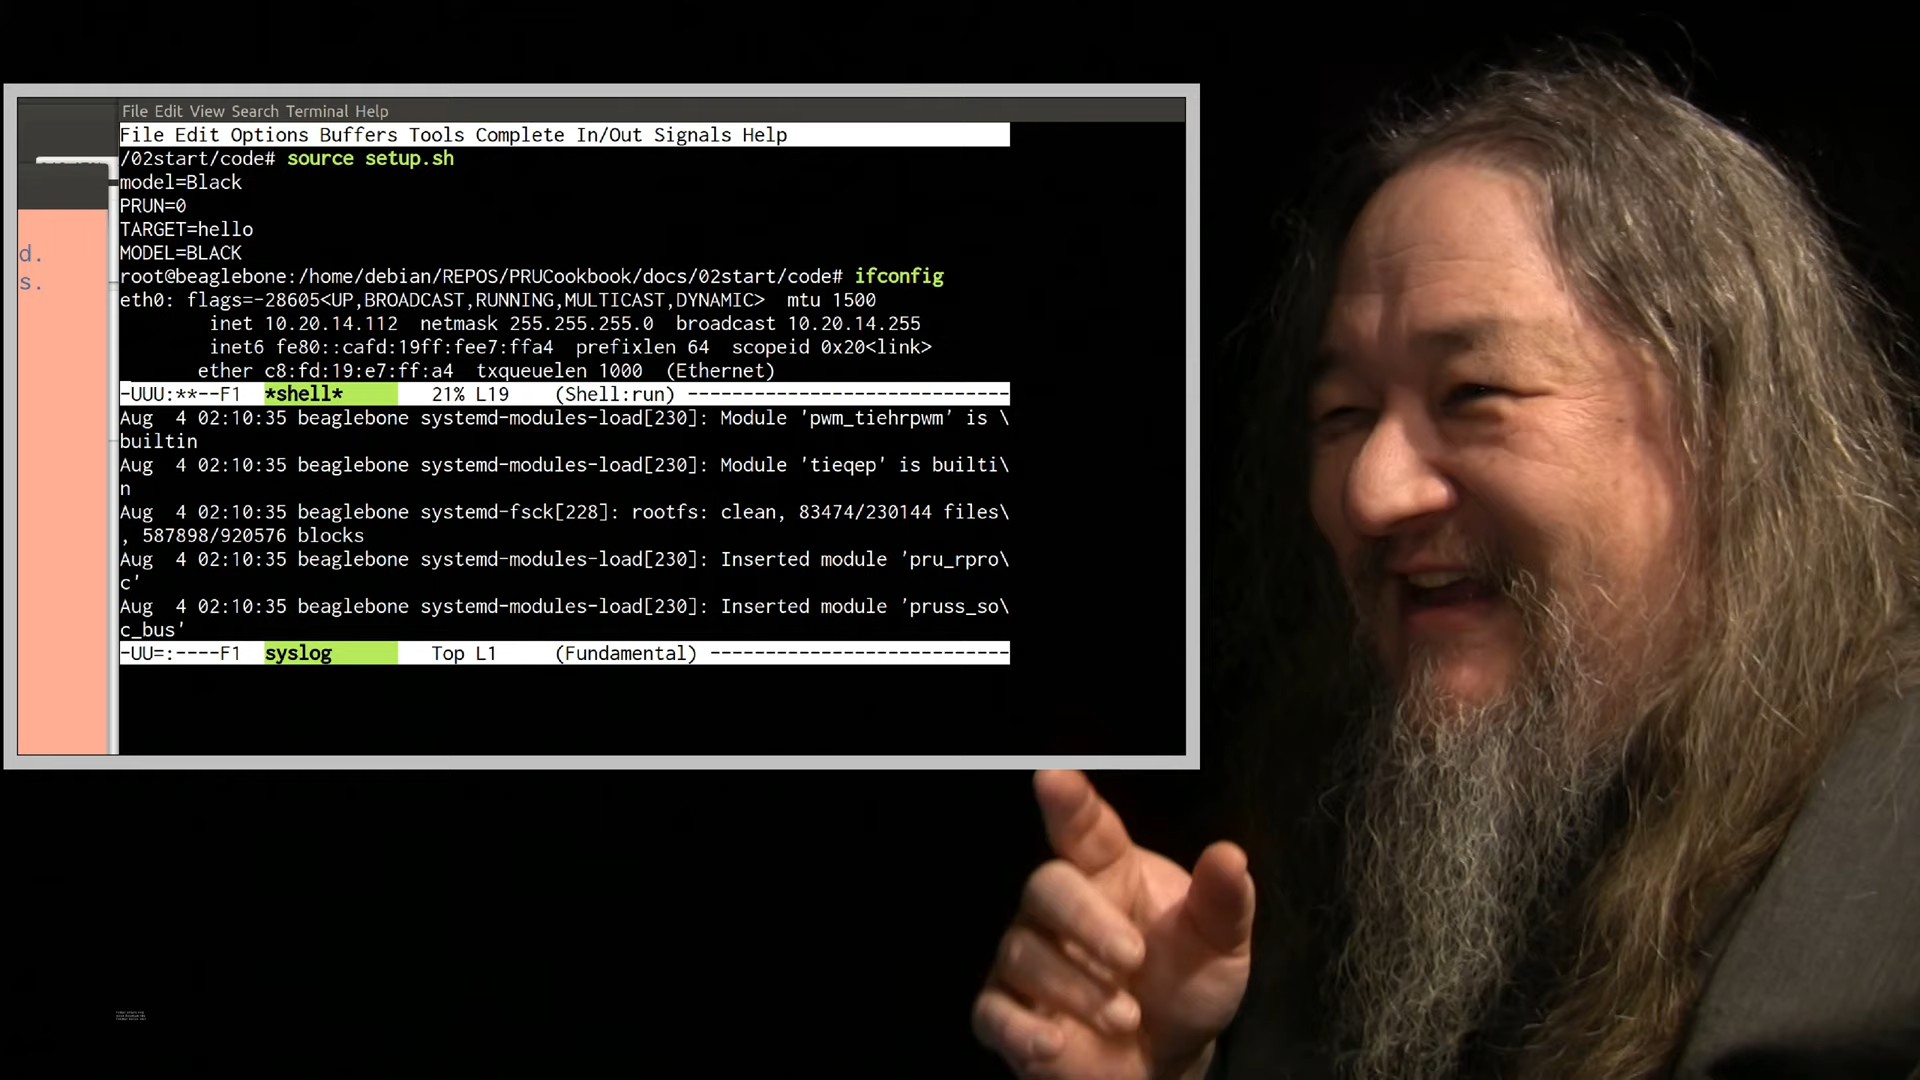 File Edit View Search Terminal Help
File Edit Options Buffers Tools Complete In/Out Signals Help
/02start/code# source setup.sh
model=Black
PRUN=0
TARGET=hello
d.
MODEL=BLACK
s.
root@beaglebone:/home/debian/REPOS/PRUCookbook/docs/02start/code# ifconfig
eth0: flags=-28605<UP,BROADCAST,RUNNING,MULTICAST,DYNAMIC>  mtu 1500
inet 10.20.14.112  netmask 255.255.255.0  broadcast 10.20.14.255
inet6 fe80::cafd:19ff:fee7:ffa4  prefixlen 64  scopeid 0x20<link>
ether c8:fd:19:e7:ff:a4  txqueuelen 1000  (Ethernet)
-UUU:**--F1  *shell*        21% L19    (Shell:run) -----------------------------
Aug  4 02:10:35 beaglebone systemd-modules-load[230]: Module 'pwm_tiehrpwm' is \
builtin
Aug  4 02:10:35 beaglebone systemd-modules-load[230]: Module 'tieqep' is builti\
n
Aug  4 02:10:35 beaglebone systemd-fsck[228]: rootfs: clean, 83474/230144 files\
, 587898/920576 blocks
Aug  4 02:10:35 beaglebone systemd-modules-load[230]: Inserted module 'pru_rpro\
c'
Aug  4 02:10:35 beaglebone systemd-modules-load[230]: Inserted module 'pruss_so\
c_bus'
-UU=:----F1  syslog         Top L1     (Fundamental) ---------------------------